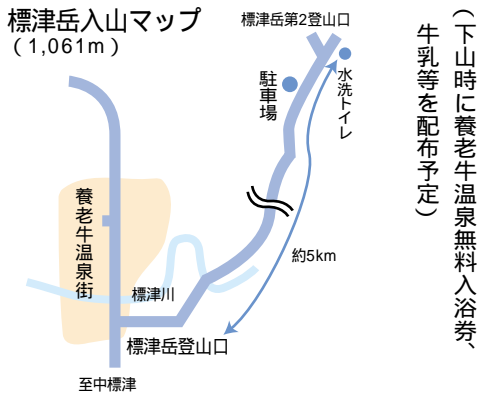 標津岳入山マップ
（1,061m）
標津岳第2登山口
水洗トイレ
駐車場
養老牛温泉街
標津川
約5km
標津岳登山口
至中標津
（下山時に養老牛温泉無料入浴券、
牛乳等を配布予定）